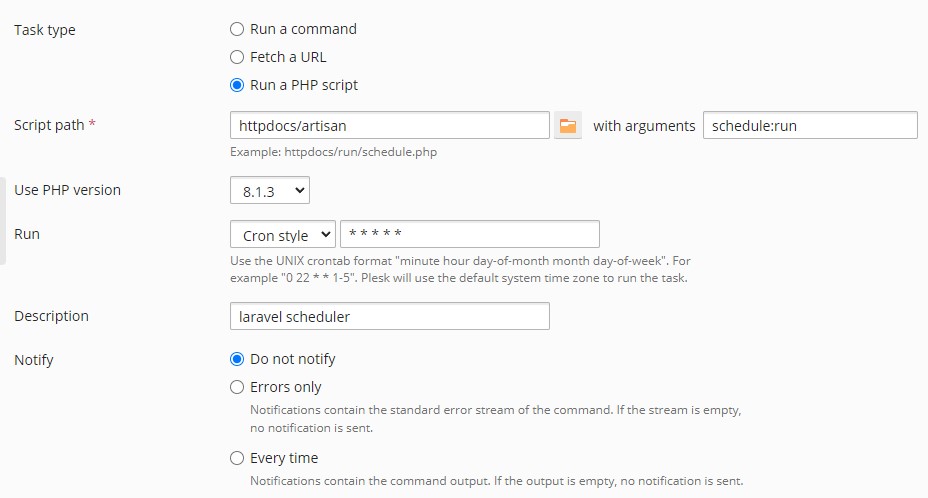 Task type
Run a command
Fetch a URL
Run a PHP script
Script path * httpdocs/artisan with arguments schedule:run
Example: httpdocs/run/schedule.php
Use PHP version 8.1.3
Run Cron style * * * * *
Use the UNIX crontab format "minute hour day-of-month month day-of-week". For
example "0 22 * * 1-5". Plesk will use the default system time zone to run the task.
Description laravel scheduler
Notify
Do not notify
Errors only
Notifications contain the standard error stream of the command. If the stream is empty,
no notification is sent.
Every time
Notifications contain the command output. If the output is empty, no notification is sent.